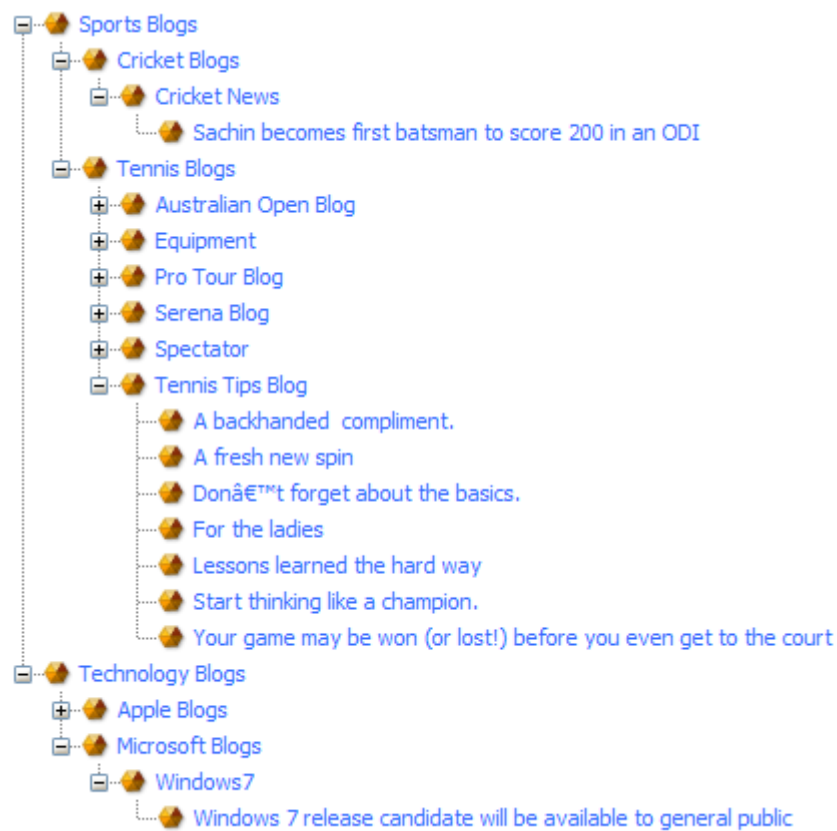 Sports Blogs
Cricket Blogs
Cricket News
Sachin becomes first batsman to score 200 in an ODI
Tennis Blogs
Australian Open Blog
Equipment
Pro Tour Blog
Serena Blog
Spectator
Tennis Tips Blog
A backhanded  compliment.
A fresh new spin
Donâ€™t forget about the basics.
For the ladies
Lessons learned the hard way
Start thinking like a champion.
Your game may be won (or lost!) before you even get to the court
Technology Blogs
Apple Blogs
Microsoft Blogs
Windows7
Windows 7 release candidate will be available to general public